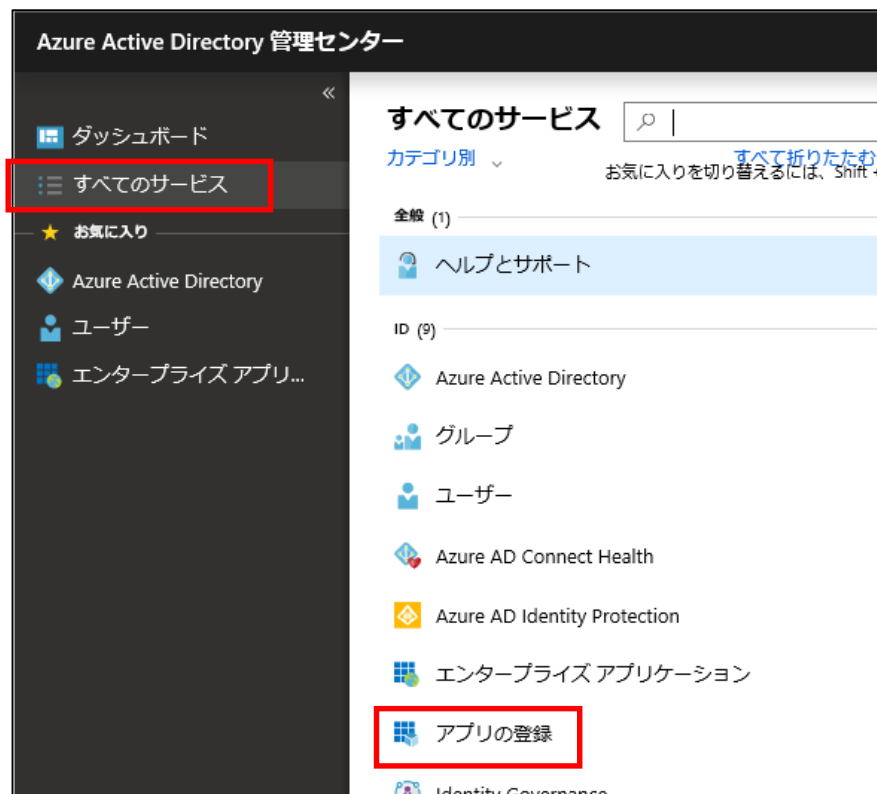 Azure Active Directory 管理センター
«
ダッシュボード
すべてのサービス
お気に入り
Azure Active Directory
ユーザー
エンタープライズ アプリ...
すべてのサービス
カテゴリ別
すべて折りたたむ
お気に入りを切り替えるには、Shift +
全般 (1)
ヘルプとサポート
ID (9)
Azure Active Directory
グループ
ユーザー
Azure AD Connect Health
Azure AD Identity Protection
エンタープライズ アプリケーション
アプリの登録
Identity Governance